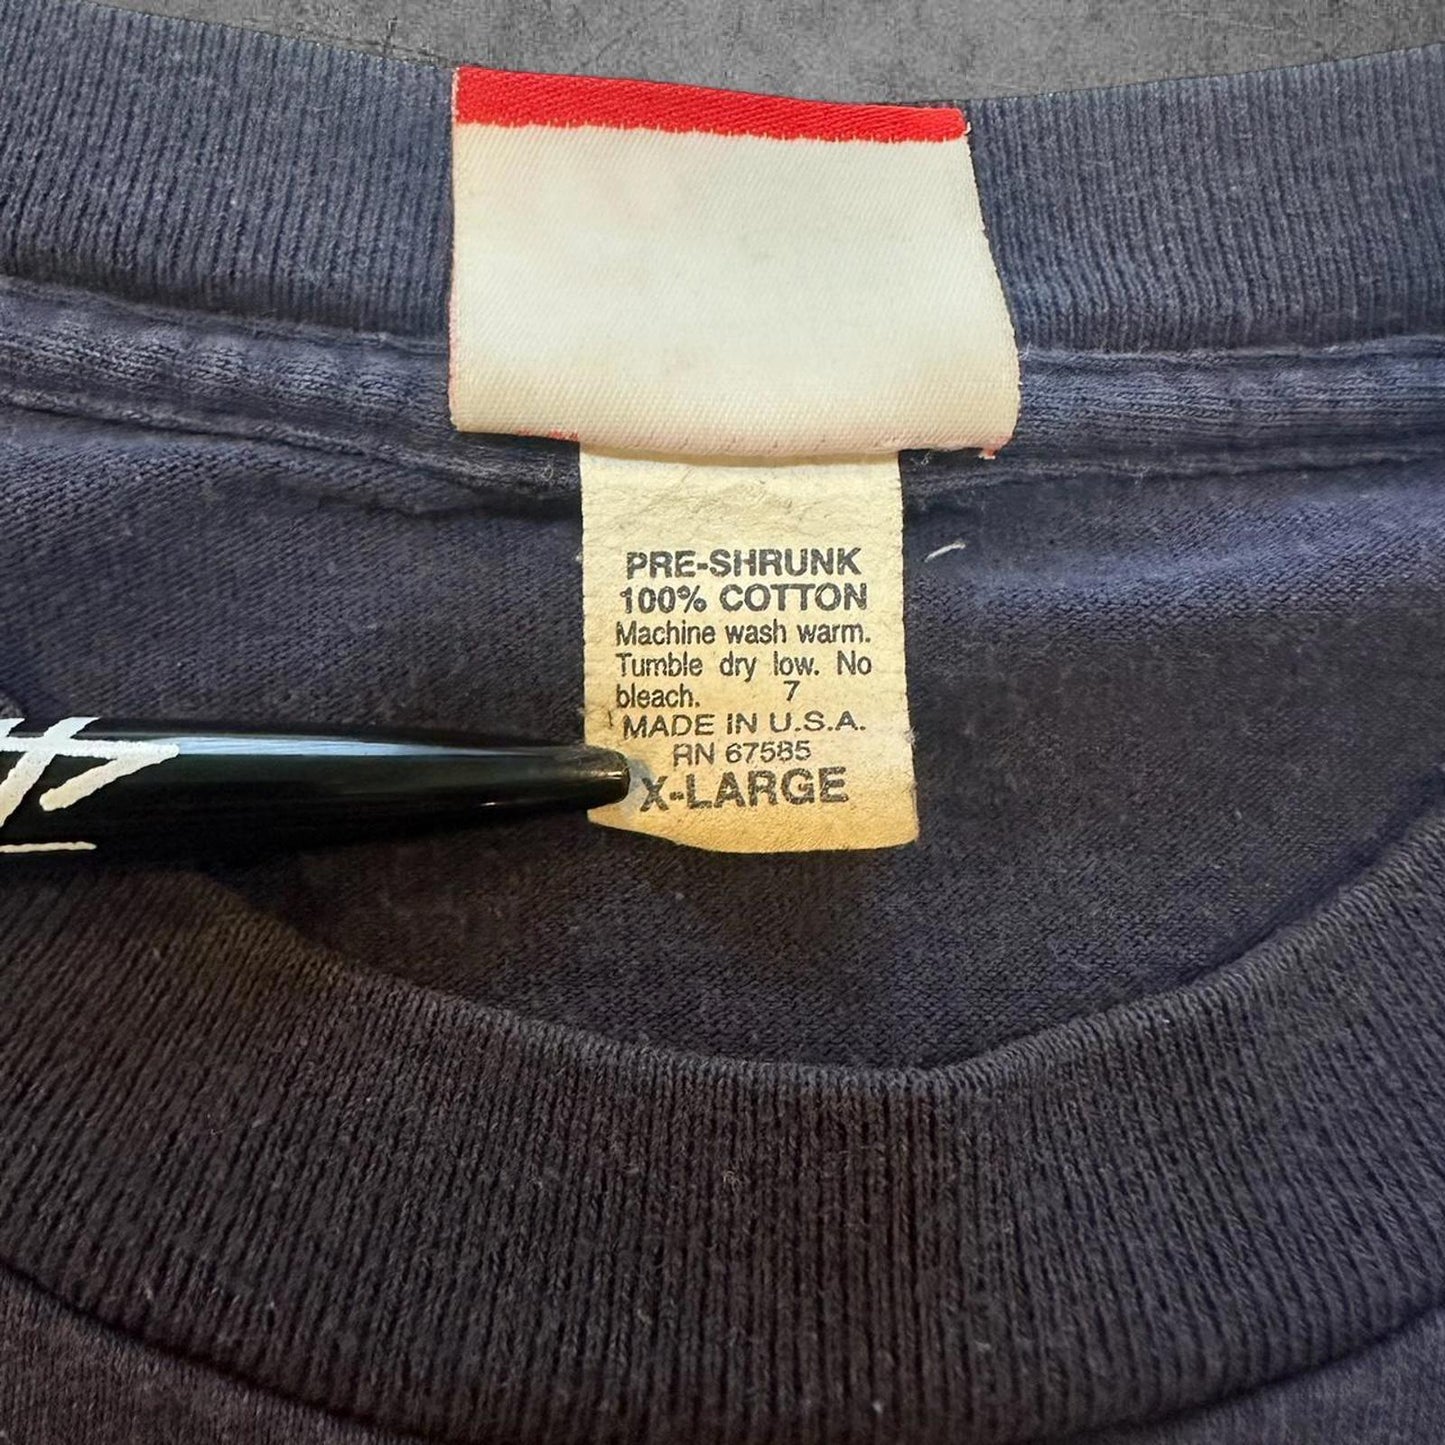 PRE-SHRUNK
100% COTTON
Machine wash warm.
Tumble dry low. No
bleach. 7
MADE IN U.S.A.
RN 67585
X-LARGE